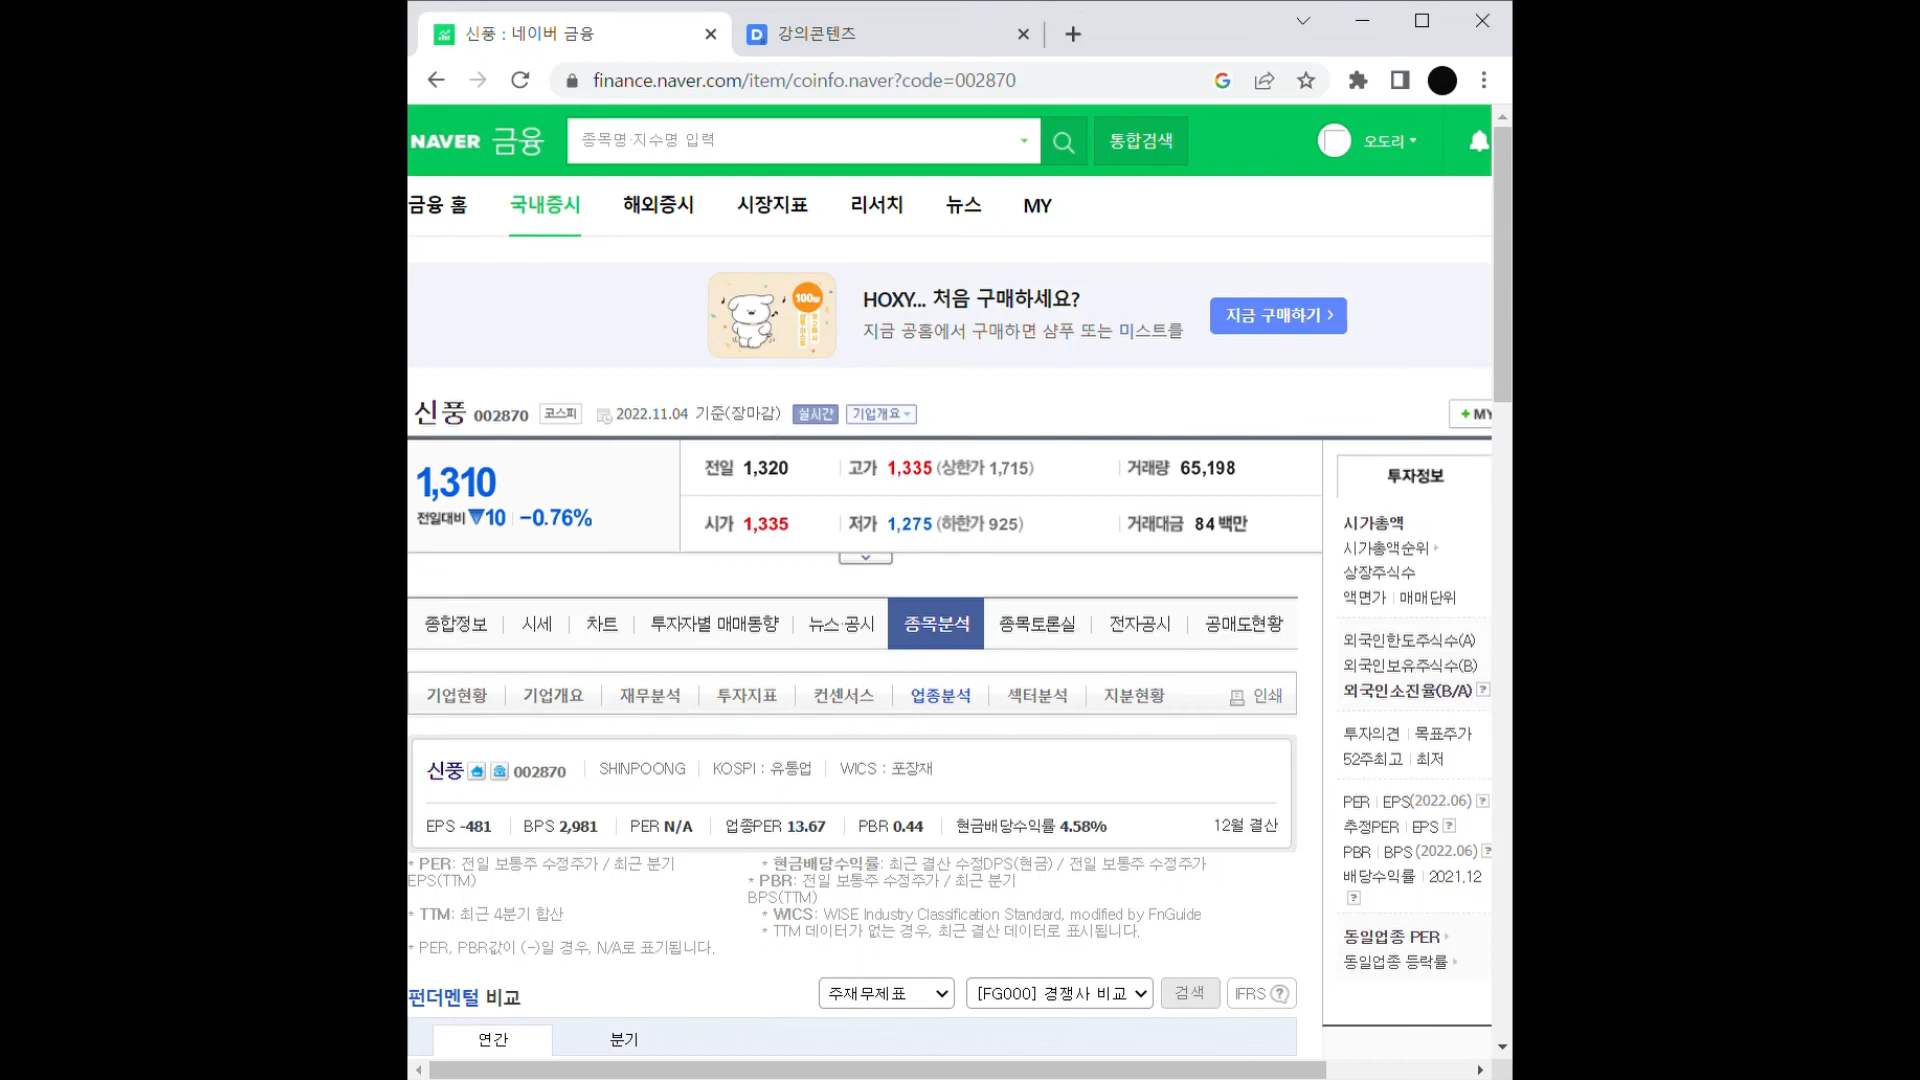 신풍 : 네이버 금융
강의콘텐츠
finance.naver.com/item/coinfo.naver?code=002870
NAVER 금융
종목명·지수명 입력
통합검색
오도리
금융 홈 국내증시 해외증시 시장지표 리서치 뉴스 MY
100%
HOXY... 처음 구매하세요?
지금 공홈에서 구매하면 샴푸 또는 미스트를
지금 구매하기
신풍 002870 코스피 2022.11.04 기준(장마감) 실시간 기업개요
+ MY
1,310
전일대비 ▼10 -0.76%
전일 1,320 고가 1,335 (상한가 1,715) 거래량 65,198
시가 1,335 저가 1,275 (하한가 925) 거래대금 84 백만
종합정보 시세 차트 투자자별 매매동향 뉴스·공시 종목분석 종목토론실 전자공시 공매도현황
기업현황 기업개요 재무분석 투자지표 컨센서스 업종분석 섹터분석 지분현황 인쇄
신풍 002870 SHINPOONG KOSPI : 유통업 WICS : 포장재
EPS -481 BPS 2,981 PER N/A 업종PER 13.67 PBR 0.44 현금배당수익률 4.58% 12월 결산
* PER: 전일 보통주 수정주가 / 최근 분기 EPS(TTM)
* 현금배당수익률: 최근 결산 수정DPS(현금) / 전일 보통주 수정주가
* PBR: 전일 보통주 수정주가 / 최근 분기
BPS(TTM)
* TTM: 최근 4분기 합산
* WICS: WISE Industry Classification Standard, modified by FnGuide
* TTM 데이터가 없는 경우, 최근 결산 데이터로 표시됩니다.
* PER, PBR값이 (-)일 경우, N/A로 표기됩니다.
펀더멘털 비교
주재무제표 [FG000] 경쟁사 비교 검색 IFRS ?
연간 분기
투자정보
시가총액
시가총액순위
상장주식수
액면가 매매단위
외국인한도주식수(A)
외국인보유주식수(B)
외국인소진율(B/A) ?
투자의견 목표주가
52주최고 최저
PER EPS(2022.06) ?
추정PER EPS ?
PBR BPS (2022.06) ?
배당수익률 2021.12
?
동일업종 PER
동일업종 등락률